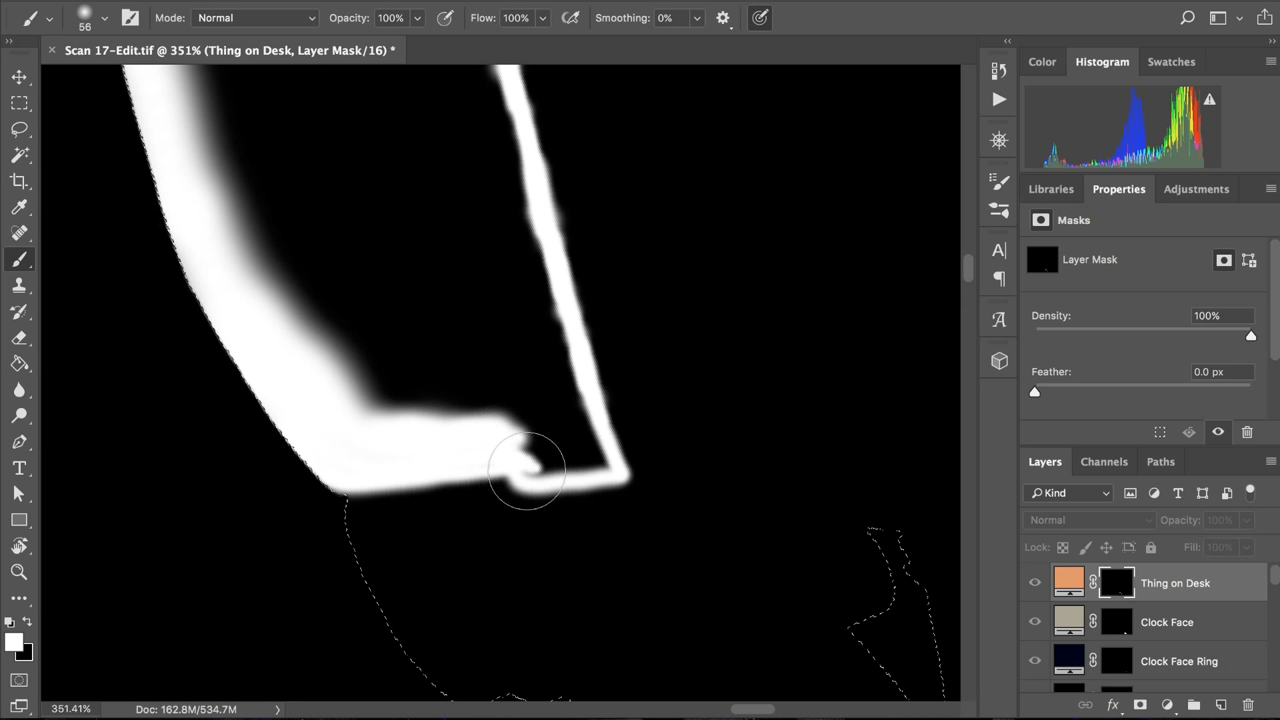 56 Mode: Normal Opacity: 100% Flow: 100% Smoothing: 0%
Scan 17-Edit.tif @ 351% (Thing on Desk, Layer Mask/16) *
Color Histogram Swatches
Libraries Properties Adjustments
Masks
Layer Mask
Density: 100%
Feather: 0.0 px
Layers Channels Paths
Kind
Normal Opacity: 100%
Lock: Fill: 100%
Thing on Desk
Clock Face
Clock Face Ring
351.41% Doc: 162.8M/534.7M